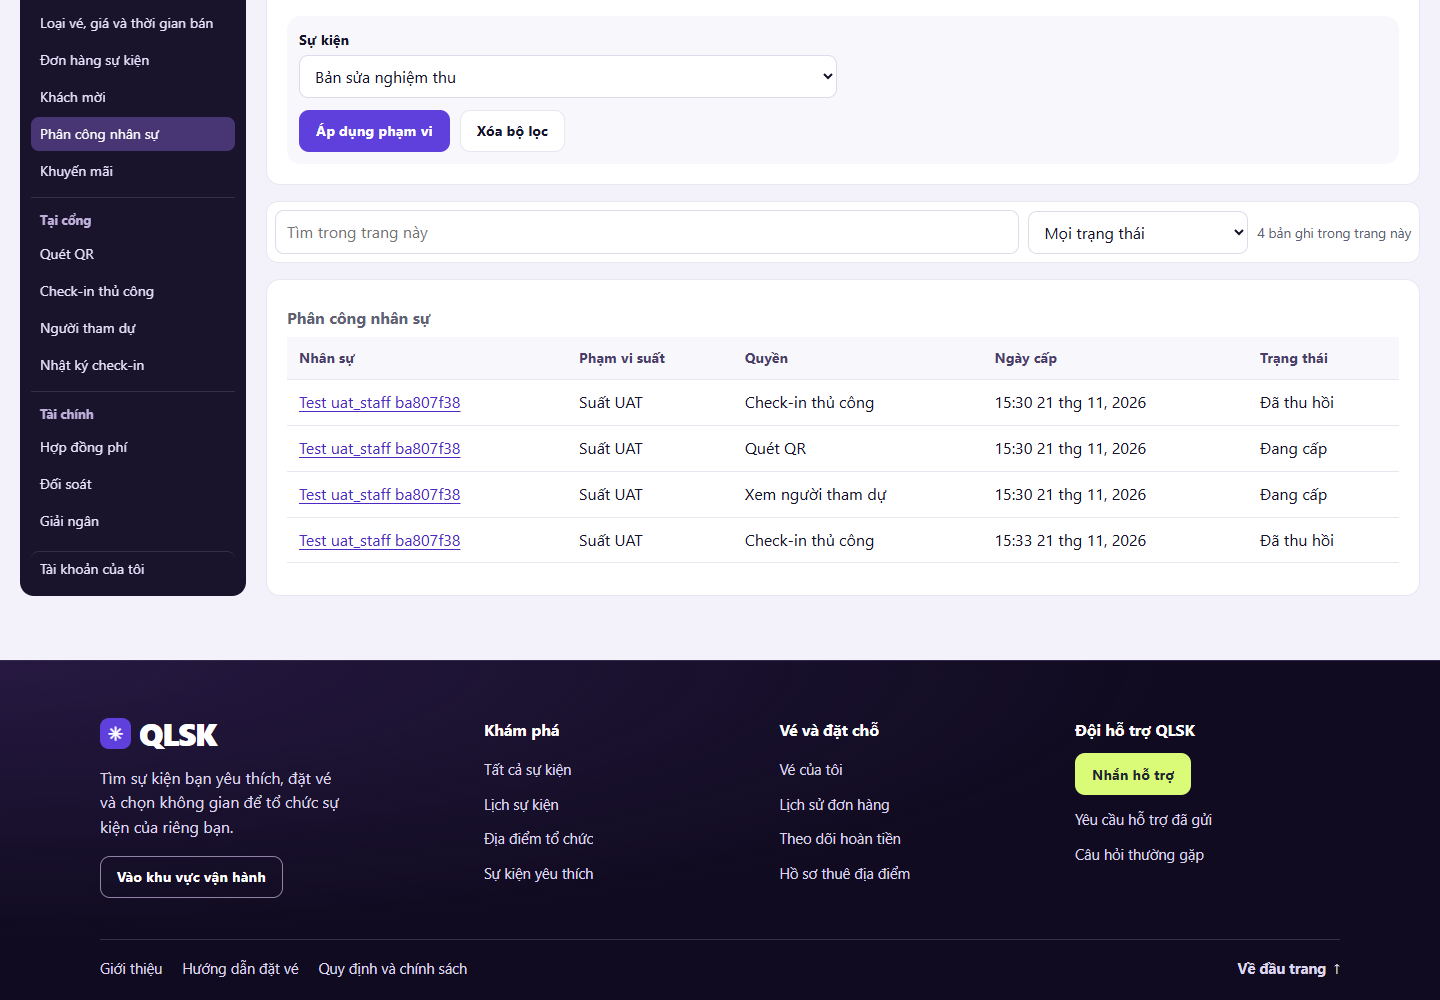 Loại vé, giá và thời gian bán
Đơn hàng sự kiện
Khách mời
Phân công nhân sự
Khuyến mãi
Tại cổng
Quét QR
Check-in thủ công
Người tham dự
Nhật ký check-in
Tài chính
Hợp đồng phí
Đối soát
Giải ngân
Tài khoản của tôi
Sự kiện
Bản sửa nghiệm thu
Áp dụng phạm vi
Xóa bộ lọc
Tìm trong trang này
Mọi trạng thái
4 bản ghi trong trang này
Phân công nhân sự
Nhân sự Phạm vi suất Quyền Ngày cấp Trạng thái
Test uat_staff ba807f38 Suất UAT Check-in thủ công 15:30 21 thg 11, 2026 Đã thu hồi
Test uat_staff ba807f38 Suất UAT Quét QR 15:30 21 thg 11, 2026 Đang cấp
Test uat_staff ba807f38 Suất UAT Xem người tham dự 15:30 21 thg 11, 2026 Đang cấp
Test uat_staff ba807f38 Suất UAT Check-in thủ công 15:33 21 thg 11, 2026 Đã thu hồi
QLSK
Tìm sự kiện bạn yêu thích, đặt vé
và chọn không gian để tổ chức sự
kiện của riêng bạn.
Vào khu vực vận hành
Khám phá
Tất cả sự kiện
Lịch sự kiện
Địa điểm tổ chức
Sự kiện yêu thích
Vé và đặt chỗ
Vé của tôi
Lịch sử đơn hàng
Theo dõi hoàn tiền
Hồ sơ thuê địa điểm
Đội hỗ trợ QLSK
Nhắn hỗ trợ
Yêu cầu hỗ trợ đã gửi
Câu hỏi thường gặp
Giới thiệu Hướng dẫn đặt vé Quy định và chính sách
Về đầu trang ↑